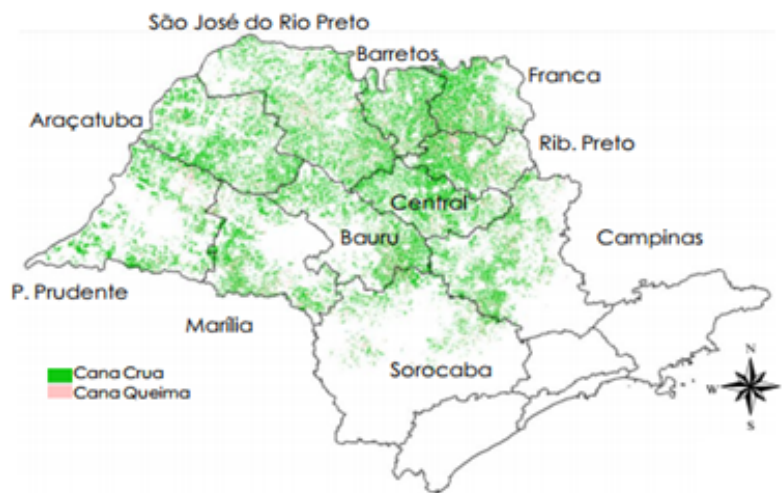 São José do Rio Preto
Barretos
Franca
Araçatuba
Rib. Preto
Central
Bauru
Campinas
P. Prudente
Marília
Sorocaba
Cana Crua
Cana Queima
N
W
S